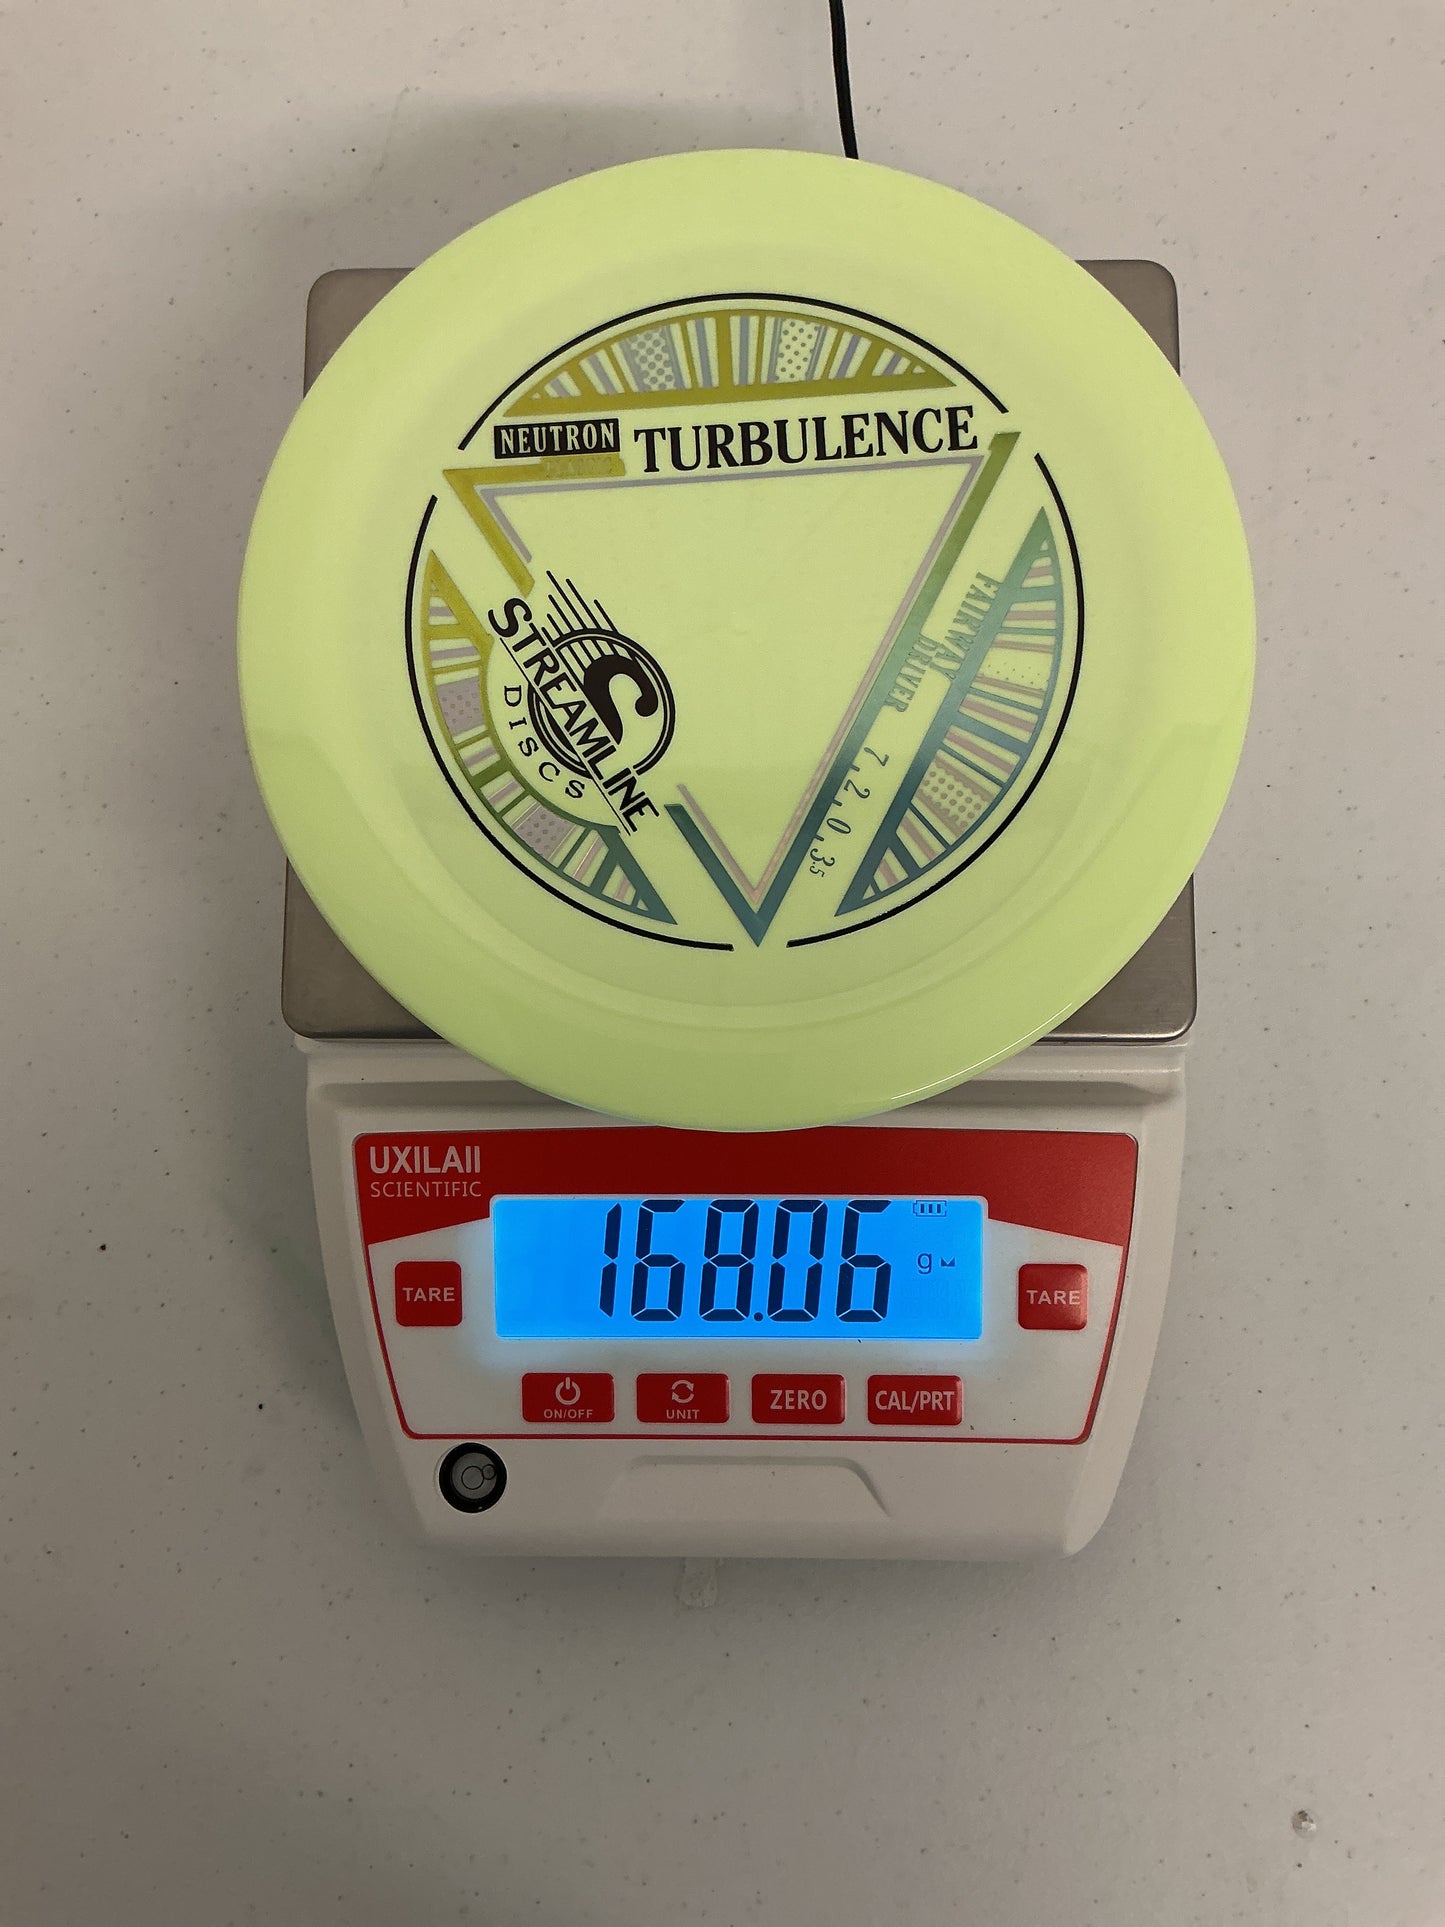 NEUTRON
TURBULENCE
STREAMLINE
DISCS
FAIRWAY
DRIVER
7, 2, 0, 3.5
UXILAII
SCIENTIFIC
168.06
g
TARE
TARE
ON/OFF
UNIT
ZERO
CAL/PRT